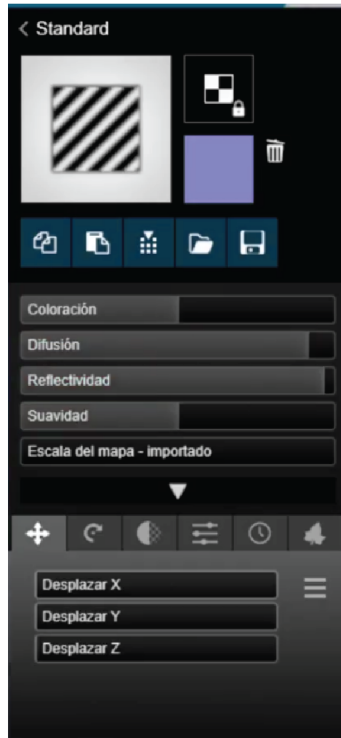 Standard
Coloración
Difusión
Reflectividad
Suavidad
Escala del mapa - importado
Desplazar X
Desplazar Y
Desplazar Z